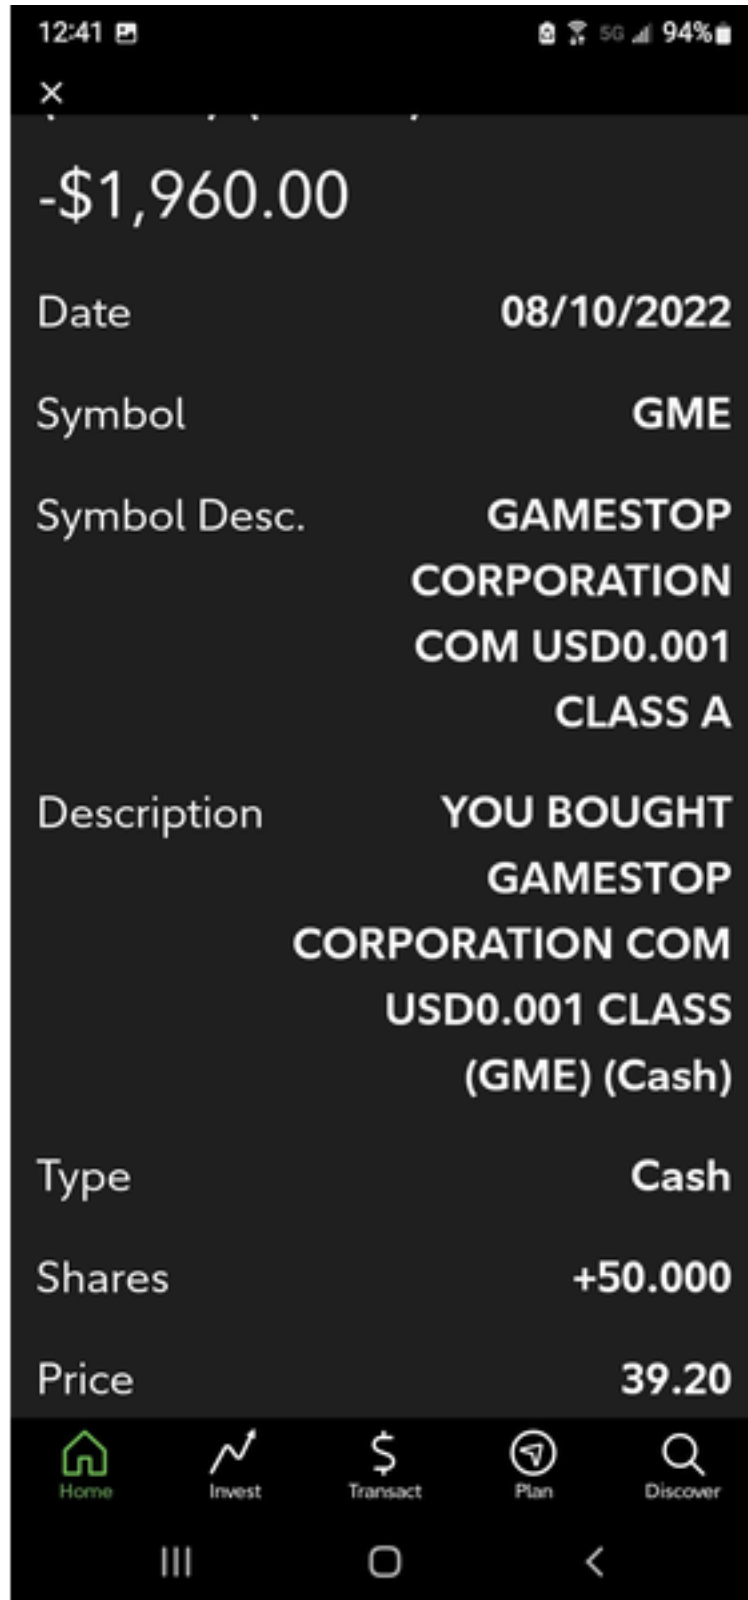 12:41
5G 94%
-$1,960.00
Date 08/10/2022
Symbol GME
Symbol Desc. GAMESTOP
CORPORATION
COM USD0.001
CLASS A
Description YOU BOUGHT
GAMESTOP
CORPORATION COM
USD0.001 CLASS
(GME) (Cash)
Type Cash
Shares +50.000
Price 39.20
Home Invest Transact Plan Discover